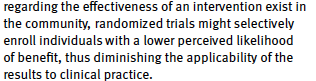 regarding the effectiveness of an intervention exist in
the community, randomized trials might selectively
enroll individuals with a lower perceived likelihood
of benefit, thus diminishing the applicability of the
results to clinical practice.